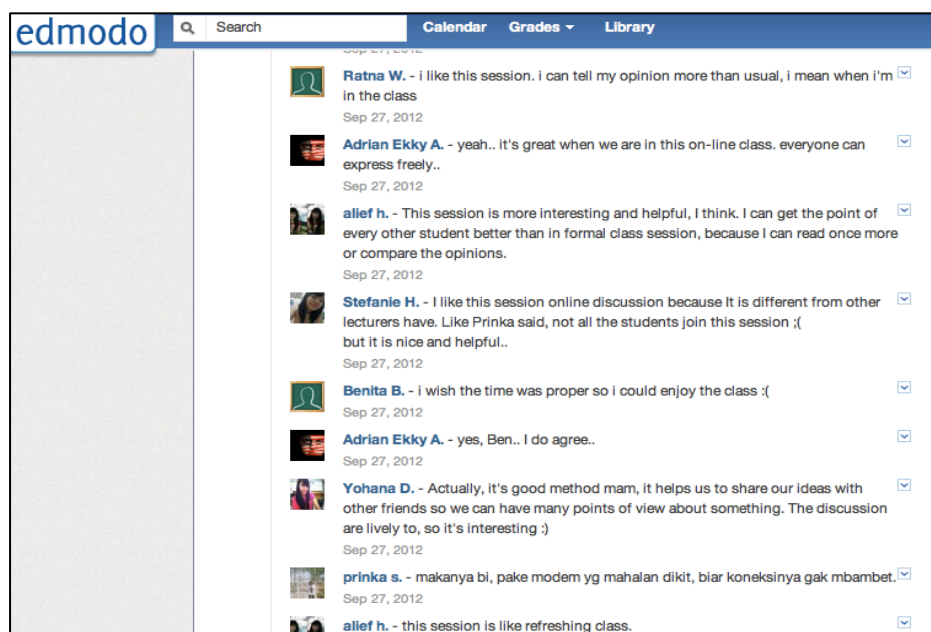 edmodo
Search
Calendar
Grades
Library
Sep 27, 2012
Ratna W. - i like this session. i can tell my opinion more than usual, i mean when i'm
in the class
Sep 27, 2012
Adrian Ekky A. - yeah.. it's great when we are in this on-line class. everyone can
express freely..
Sep 27, 2012
alief h. - This session is more interesting and helpful, I think. I can get the point of
every other student better than in formal class session, because I can read once more
or compare the opinions.
Sep 27, 2012
Stefanie H. - I like this session online discussion because It is different from other
lecturers have. Like Prinka said, not all the students join this session ;(
but it is nice and helpful..
Sep 27, 2012
Benita B. - i wish the time was proper so i could enjoy the class :(
Sep 27, 2012
Adrian Ekky A. - yes, Ben.. I do agree..
Sep 27, 2012
Yohana D. - Actually, it's good method mam, it helps us to share our ideas with
other friends so we can have many points of view about something. The discussion
are lively to, so it's interesting :)
Sep 27, 2012
prinka s. - makanya bi, pake modem yg mahalan dikit, biar koneksinya gak mbambet.
Sep 27, 2012
alief h. - this session is like refreshing class.